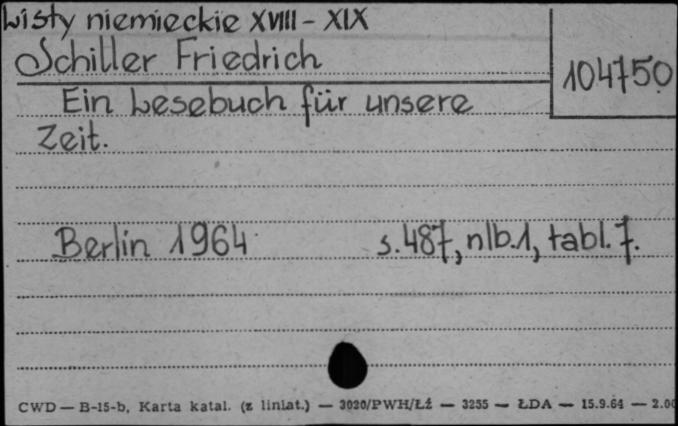 Listy niemieckie XVIII - XIX
Schiller Friedrich
104750
Ein Lesebuch für unsere
Zeit.
Berlin 1964 s.487, nlb.1, tabl.7.
CWD — B-15-b, Karta katal. (z liniat.) — 3020/PWH/Łź — 3255 — ŁDA — 15.9.64 — 2.00